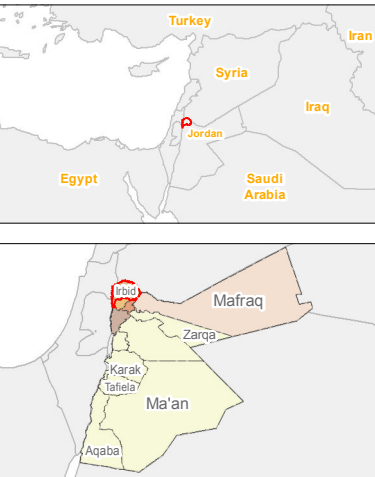 Turkey
Iran
Syria
Iraq
Jordan
Egypt
Saudi
Arabia
Irbid
Mafraq
Zarqa
Karak
Tafiela
Ma'an
Aqaba